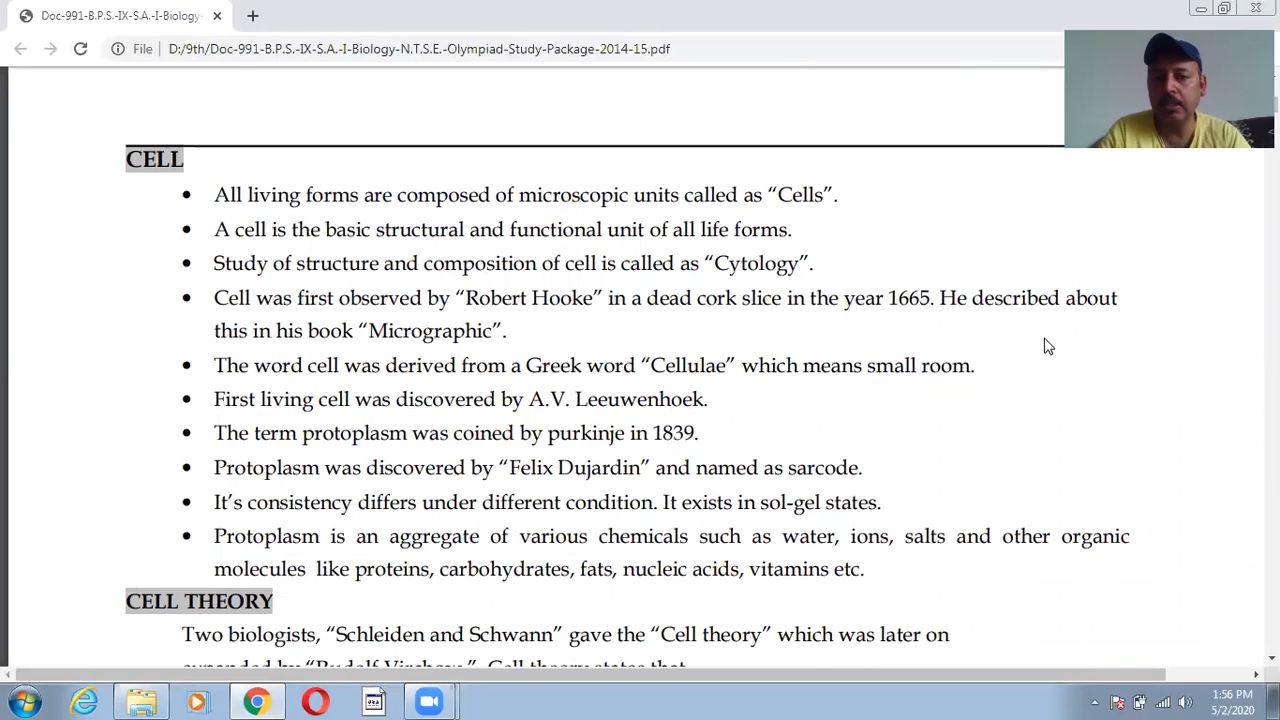 Doc-991-B.P.S.-IX-S.A.-I-Biology-
File D:/9th/Doc-991-B.P.S.-IX-S.A.-I-Biology-N.T.S.E.-Olympiad-Study-Package-2014-15.pdf
CELL
• All living forms are composed of microscopic units called as “Cells”.
• A cell is the basic structural and functional unit of all life forms.
• Study of structure and composition of cell is called as “Cytology”.
• Cell was first observed by “Robert Hooke” in a dead cork slice in the year 1665. He described about
this in his book “Micrographic”.
• The word cell was derived from a Greek word “Cellulae” which means small room.
• First living cell was discovered by A.V. Leeuwenhoek.
• The term protoplasm was coined by purkinje in 1839.
• Protoplasm was discovered by “Felix Dujardin” and named as sarcode.
• It’s consistency differs under different condition. It exists in sol-gel states.
• Protoplasm is an aggregate of various chemicals such as water, ions, salts and other organic
molecules like proteins, carbohydrates, fats, nucleic acids, vitamins etc.
CELL THEORY
Two biologists, “Schleiden and Schwann” gave the “Cell theory” which was later on
expanded by “Rudolf Virchow”. Cell theory states that
1:56 PM
5/2/2020